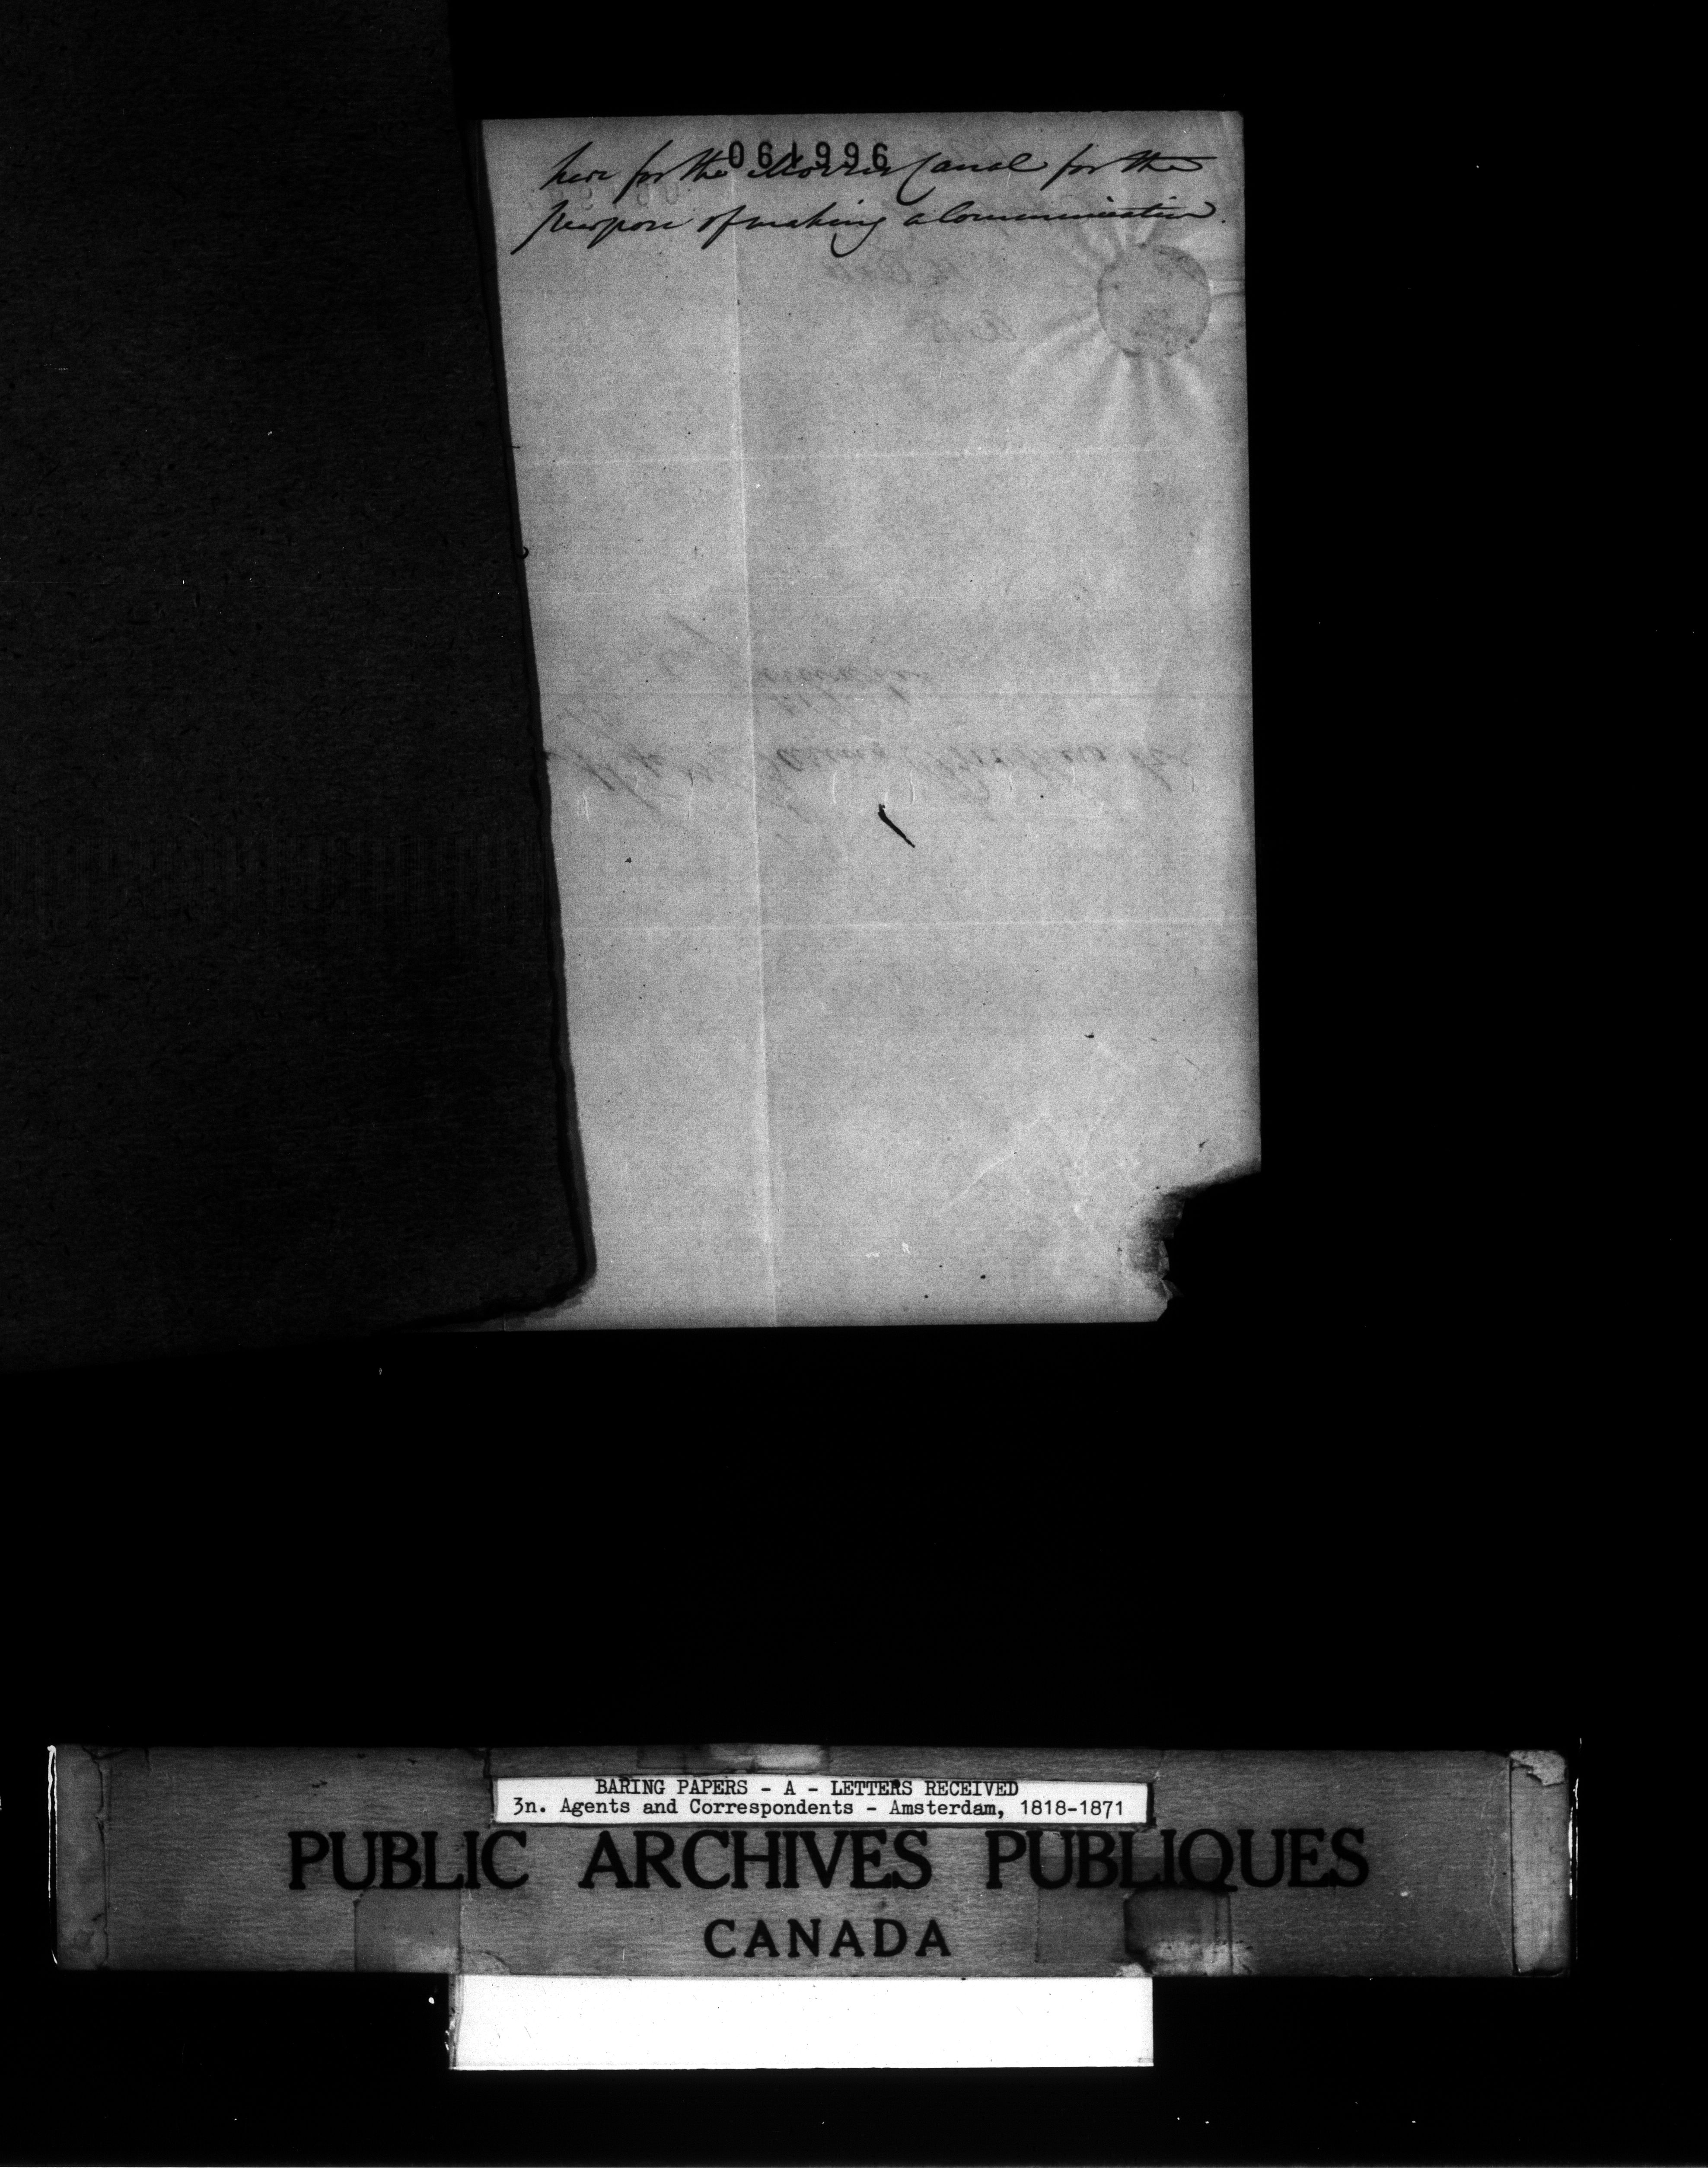 061996
here for the Morris Canal for the
purpose of making a Communication.
BARING PAPERS - A - LETTERS RECEIVED
3n. Agents and Correspondents - Amsterdam, 1818-1871
PUBLIC ARCHIVES PUBLIQUES
CANADA